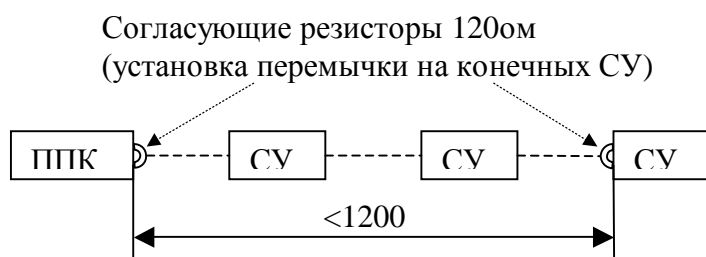 Согласующие резисторы 120ом
(установка перемычки на конечных СУ)
ППК СУ СУ СУ
<1200